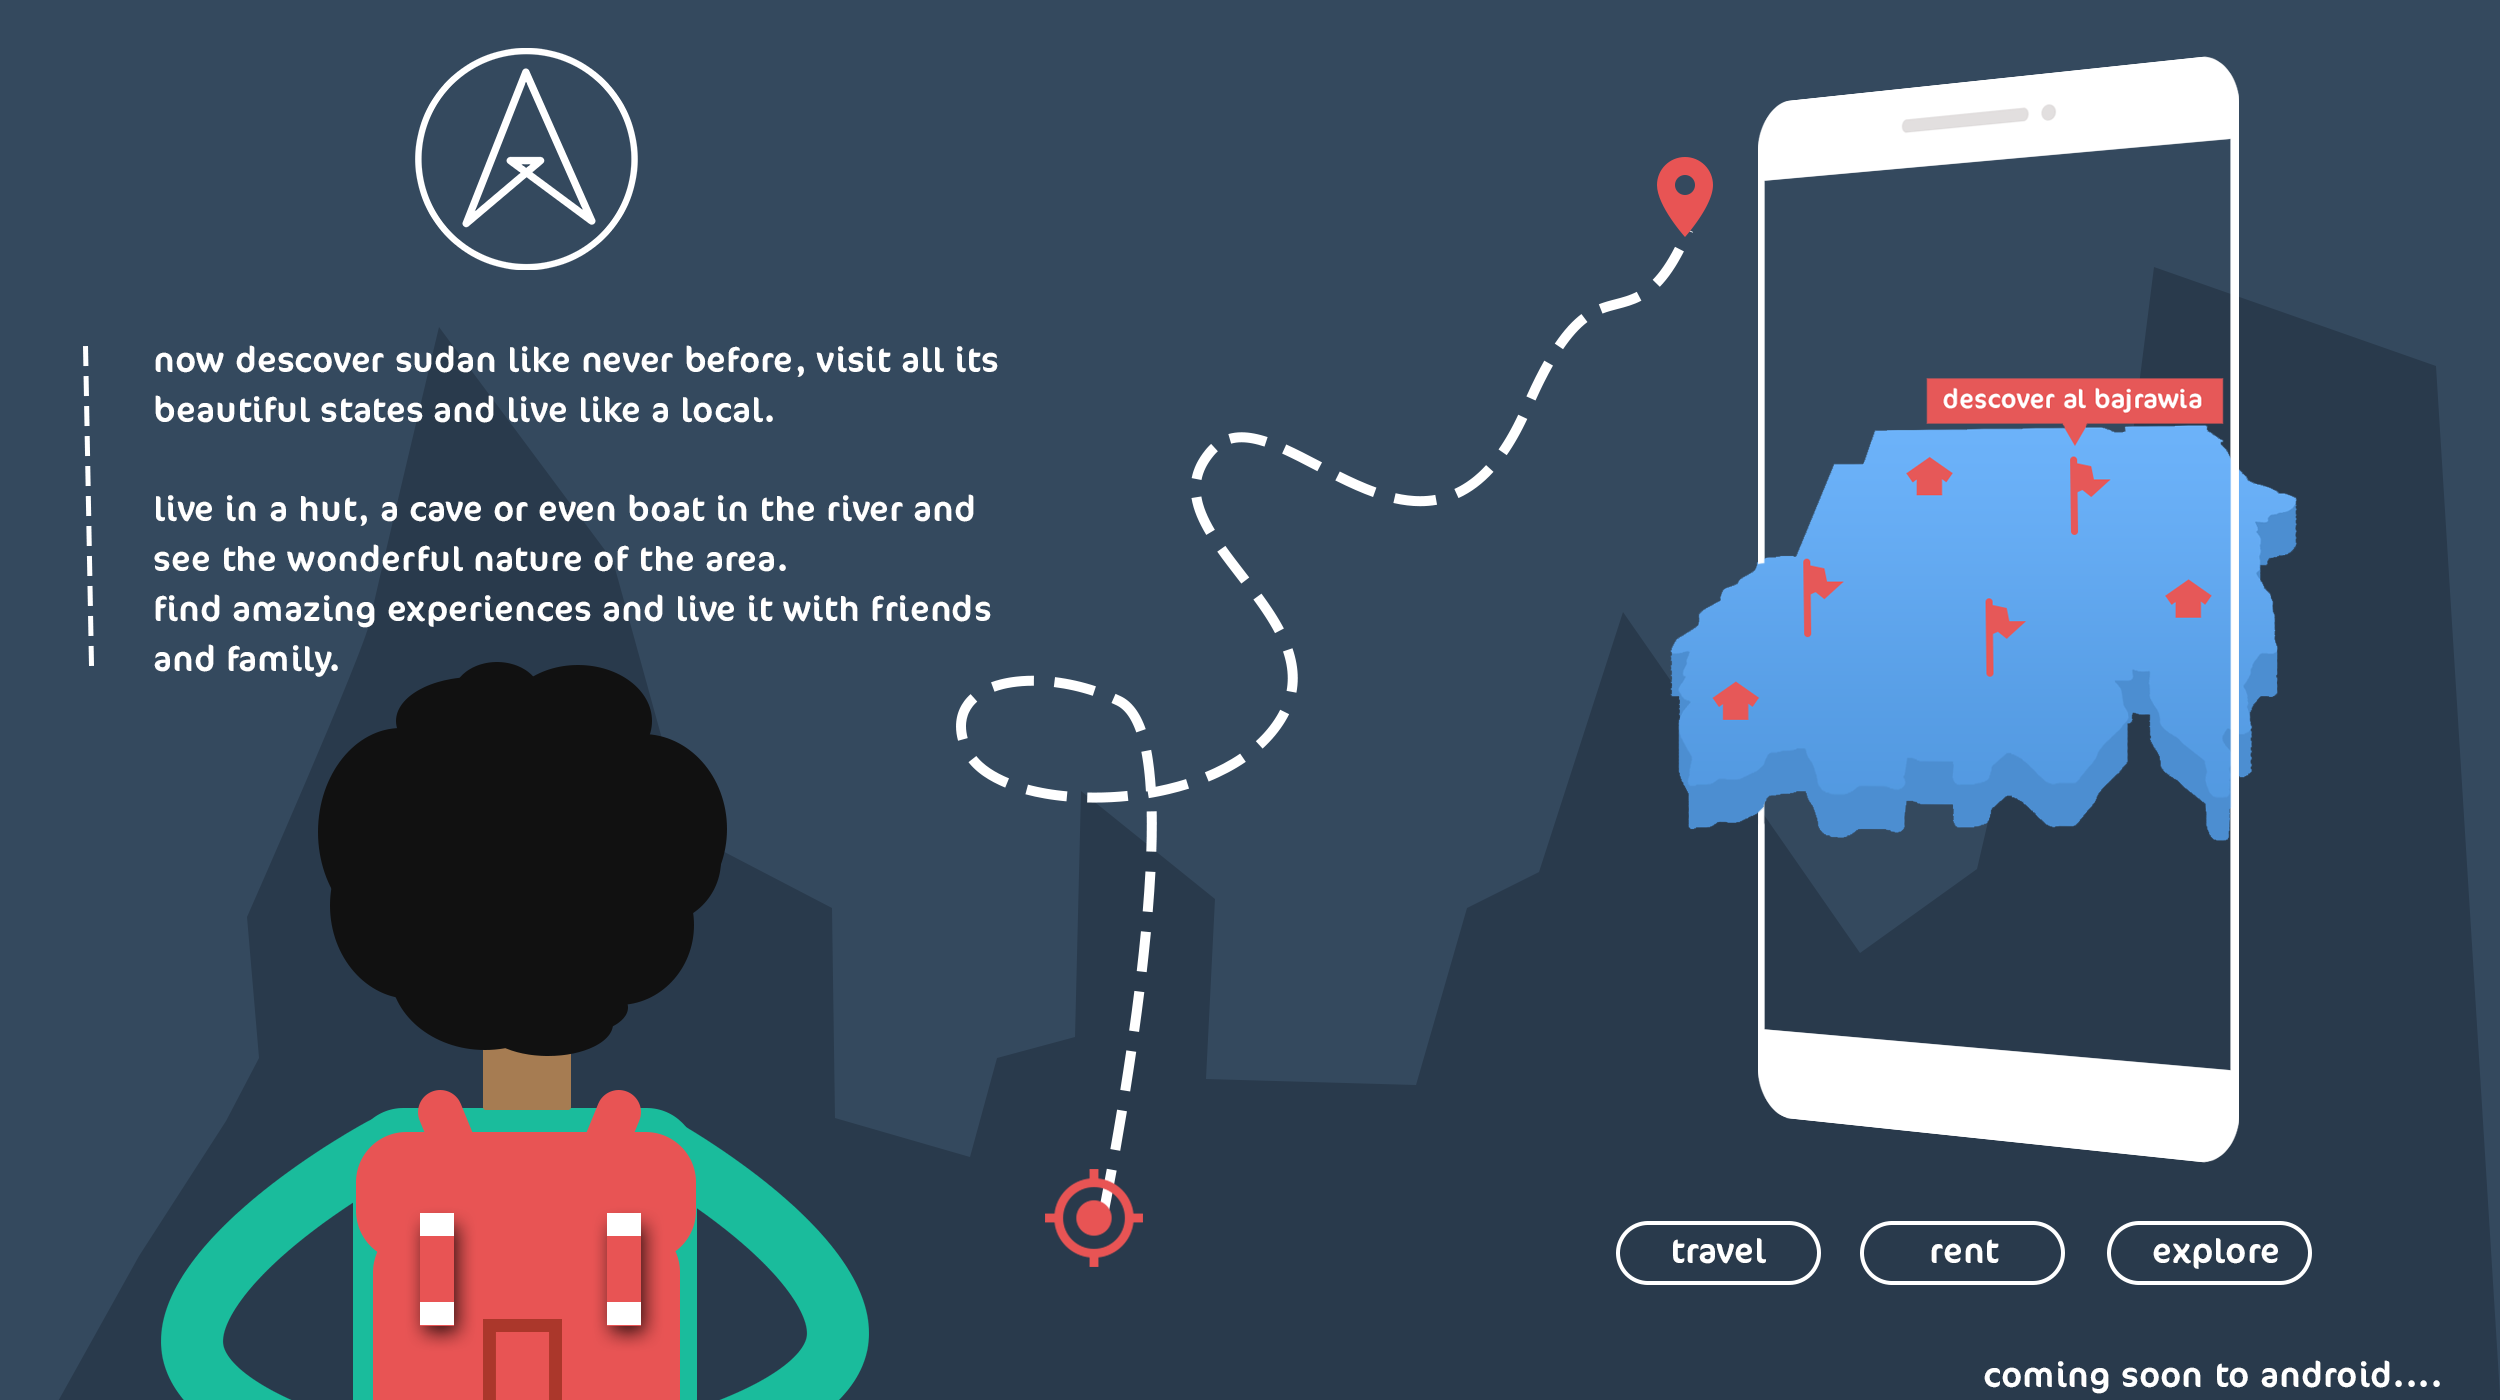 now descover sudan like never before, visit all its
beautiful states and live like a local.
live in a hut, a cave or even boat in the river and
see the wonderful nature of the area.
find amazing experiences and live it with friends
and family.
descover al bajrawia
travel
rent
explore
coming soon to android....